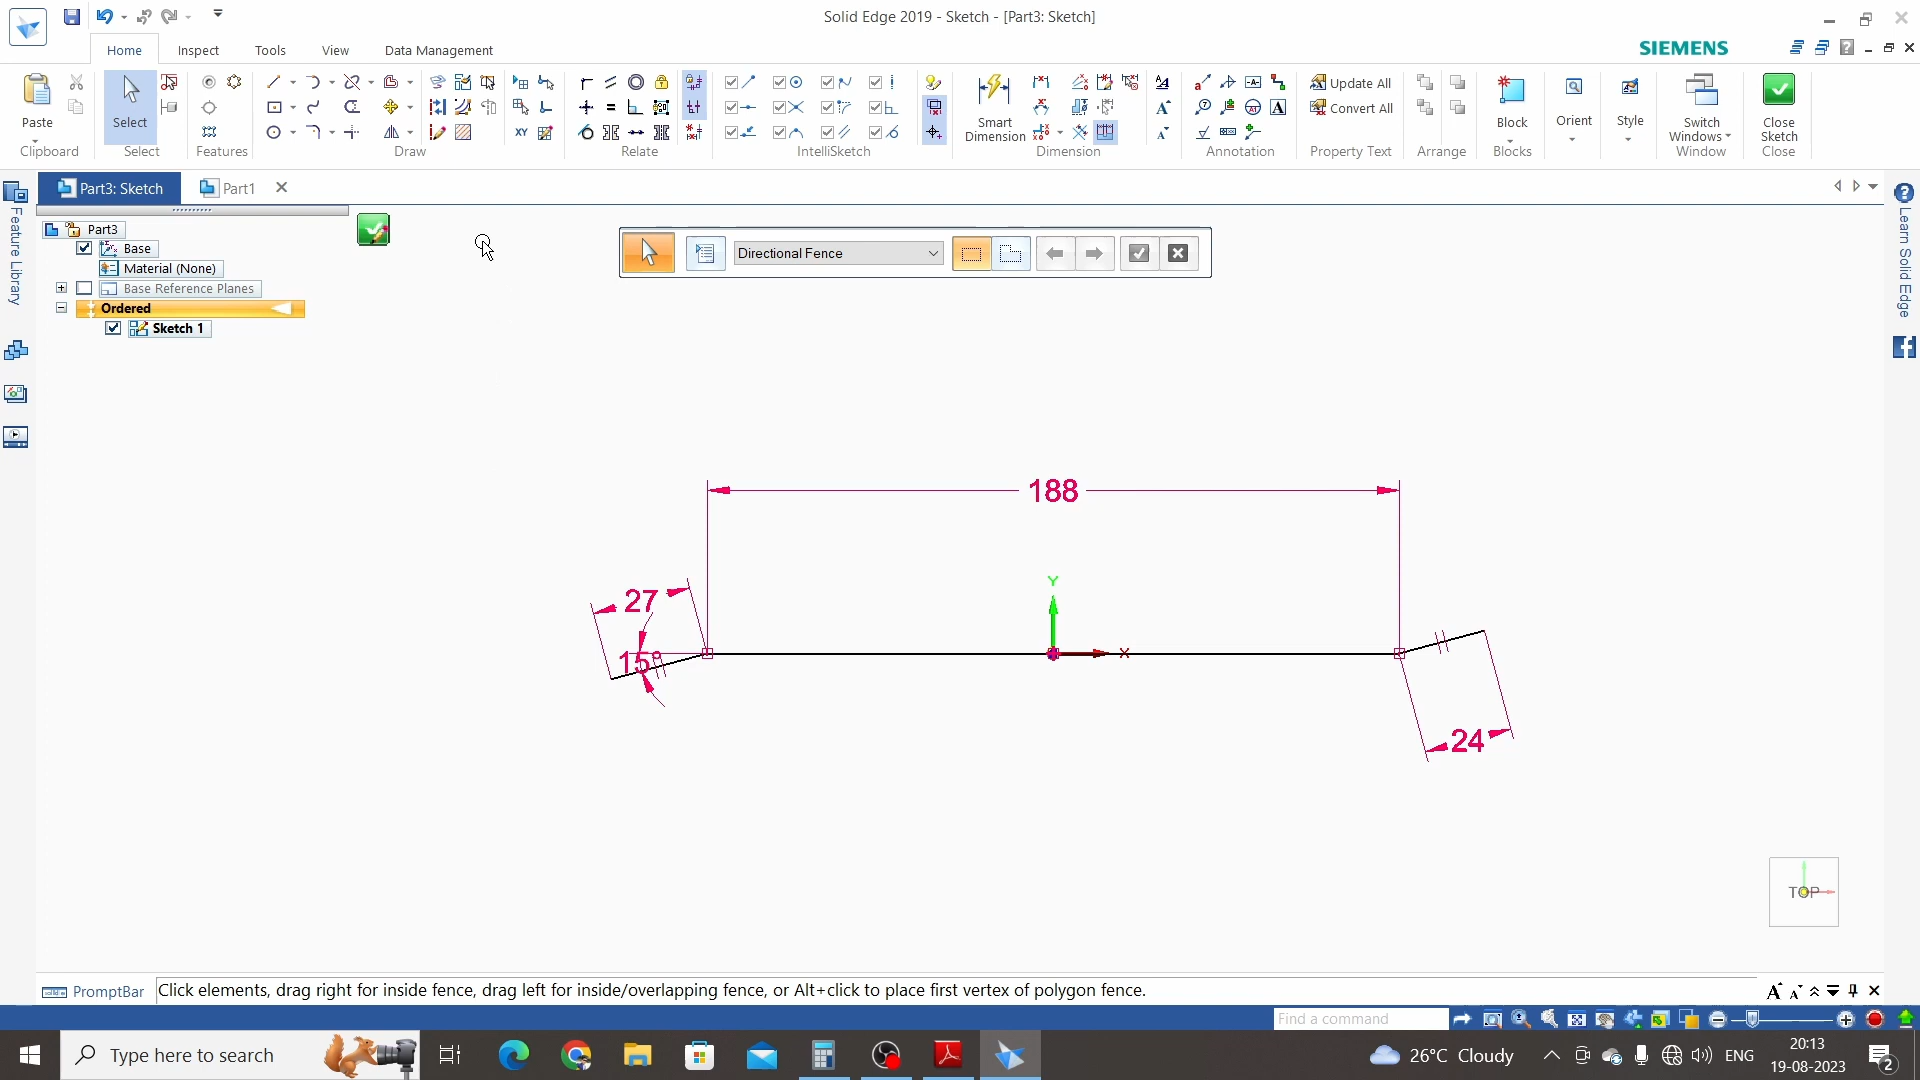 Solid Edge 2019 - Sketch - [Part3: Sketch]
Home
Inspect
Tools
View
Data Management
SIEMENS
Paste
Clipboard
Select
Select
Features
Draw
Relate
IntelliSketch
Smart
Dimension
Dimension
Annotation
Update All
Convert All
Property Text
Arrange
Block
Blocks
Orient
Style
Switch
Windows
Window
Close
Sketch
Close
Part3: Sketch
Part1
Feature Library
Learn Solid Edge
Part3
Base
Material (None)
Base Reference Planes
Ordered
Sketch 1
Directional Fence
188
27
15°
24
Y
X
TOP
PromptBar
Click elements, drag right for inside fence, drag left for inside/overlapping fence, or Alt+click to place first vertex of polygon fence.
Find a command
Type here to search
26°C Cloudy
ENG
20:13
19-08-2023
2